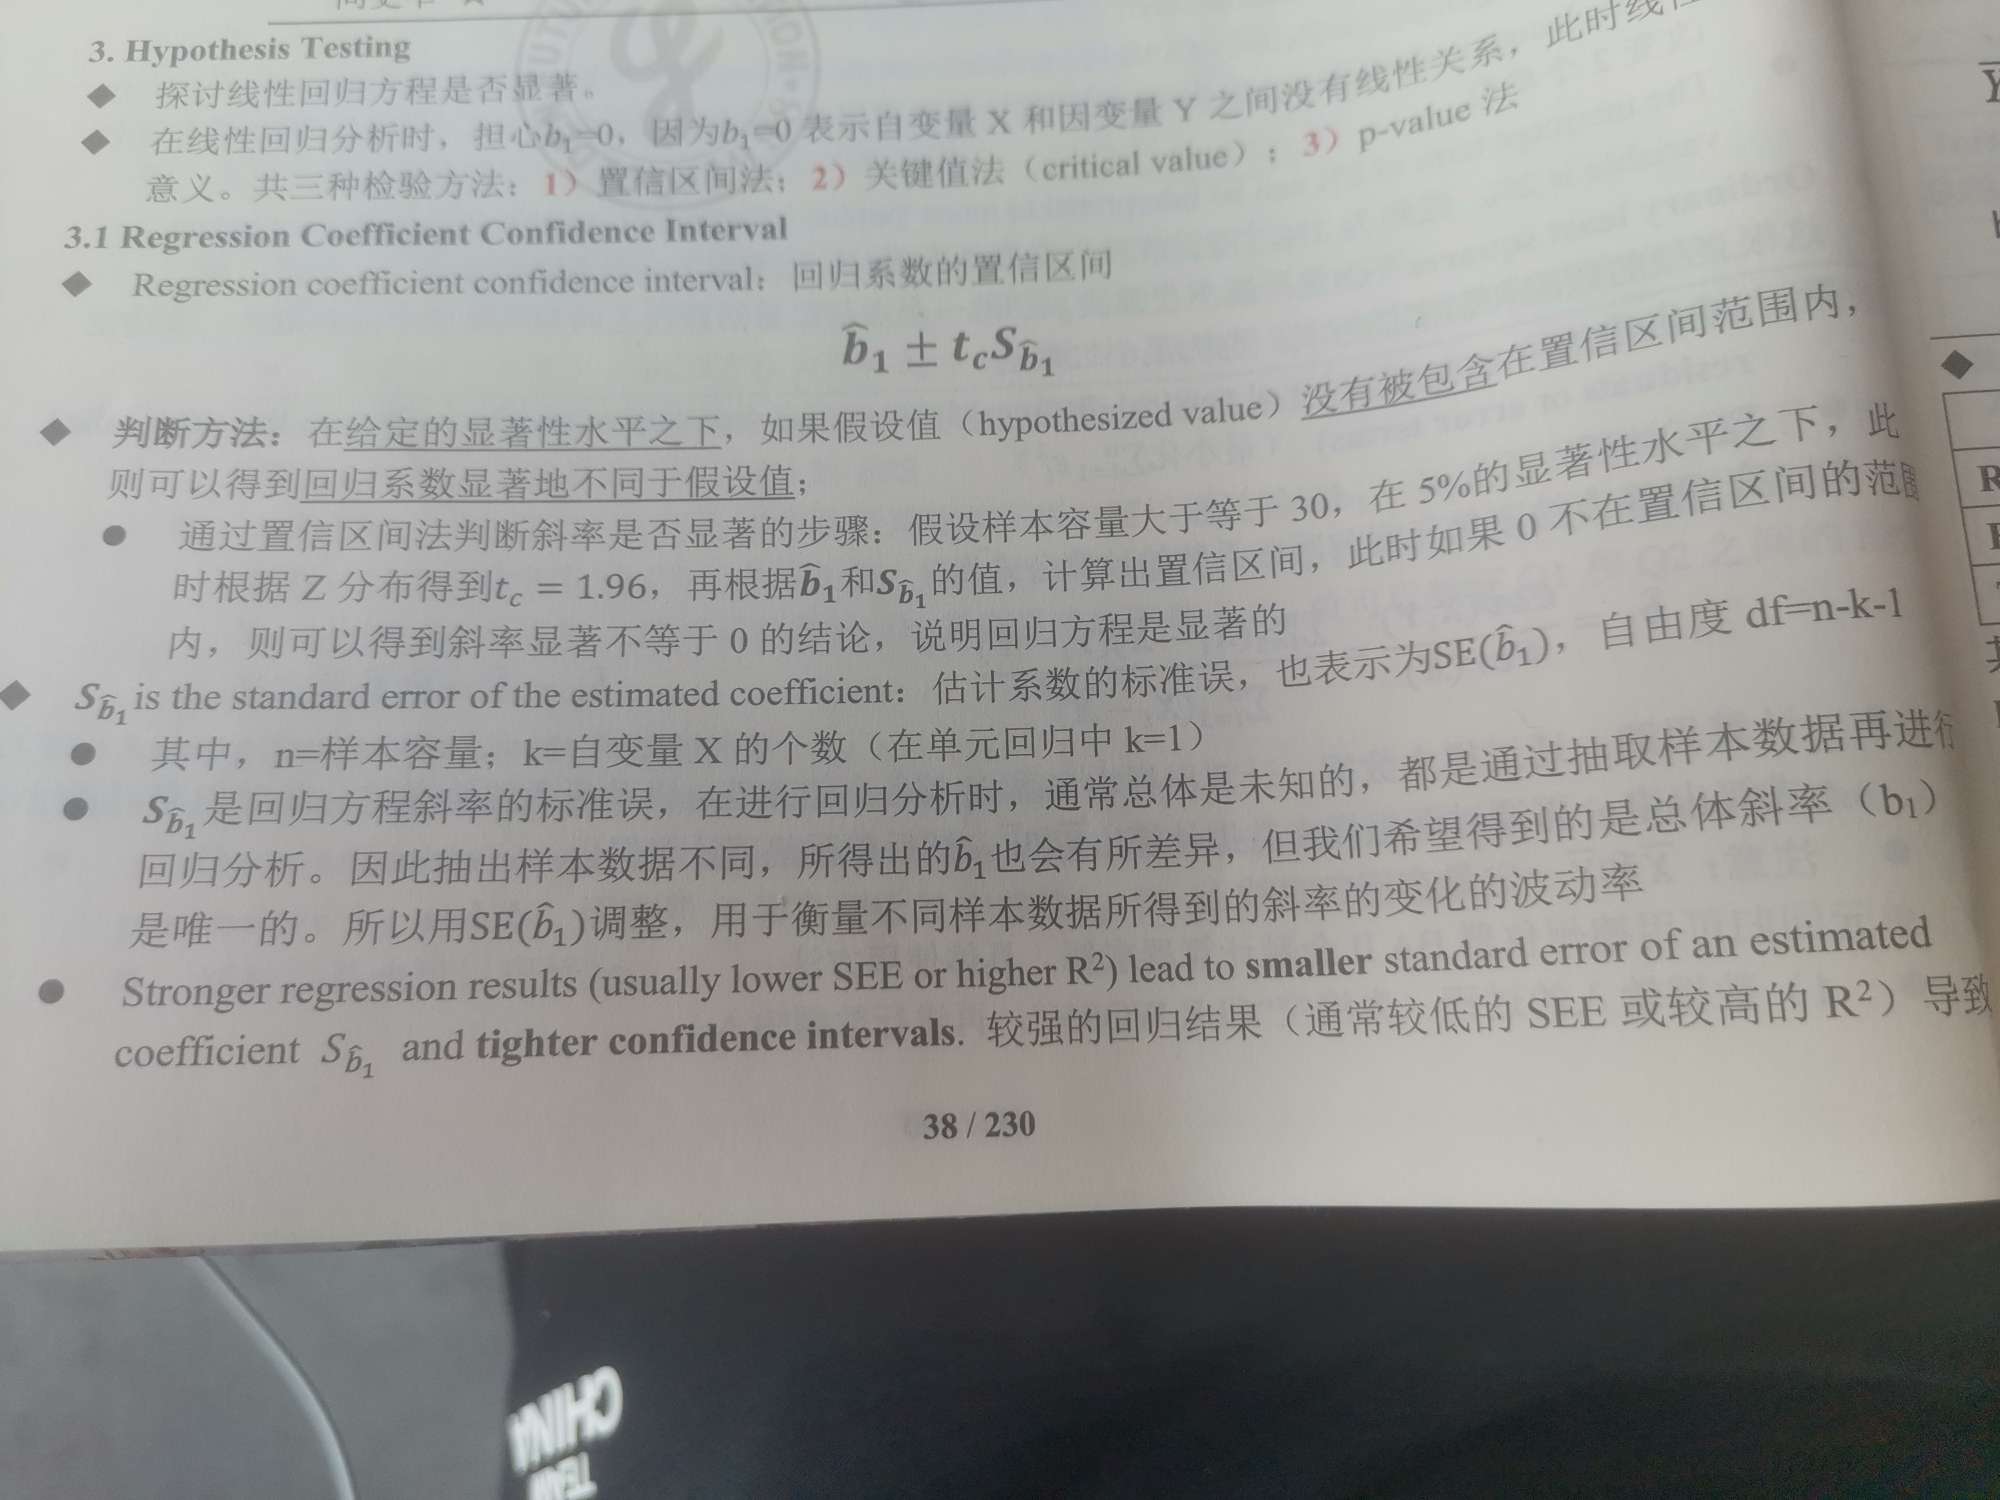 3. Hypothesis Testing
◆ 探讨线性回归方程是否显著。
◆ 在线性回归分析时，担心b₁=0，因为b₁=0 表示自变量 X 和因变量 Y 之间没有线性关系，此时线性
意义。共三种检验方法：1）置信区间法；2）关键值法（critical value）；3）p-value 法
3.1 Regression Coefficient Confidence Interval
◆ Regression coefficient confidence interval：回归系数的置信区间
b̂₁ ± t_c S_b̂₁
◆ 判断方法：在给定的显著性水平之下，如果假设值（hypothesized value）没有被包含在置信区间范围内，
则可以得到回归系数显著地不同于假设值；
● 通过置信区间法判断斜率是否显著的步骤：假设样本容量大于等于 30，在 5%的显著性水平之下，此
时根据 Z 分布得到t_c = 1.96，再根据b̂₁和S_b̂₁的值，计算出置信区间，此时如果 0 不在置信区间的范围
内，则可以得到斜率显著不等于 0 的结论，说明回归方程是显著的
◆ S_b̂₁ is the standard error of the estimated coefficient：估计系数的标准误，也表示为SE(b̂₁)，自由度 df=n-k-1
● 其中，n=样本容量；k=自变量 X 的个数（在单元回归中 k=1）
● S_b̂₁是回归方程斜率的标准误，在进行回归分析时，通常总体是未知的，都是通过抽取样本数据再进行
回归分析。因此抽出样本数据不同，所得出的b̂₁也会有所差异，但我们希望得到的是总体斜率（b₁）
是唯一的。所以用SE(b̂₁)调整，用于衡量不同样本数据所得到的斜率的变化的波动率
● Stronger regression results (usually lower SEE or higher R²) lead to smaller standard error of an estimated
coefficient S_b̂₁ and tighter confidence intervals. 较强的回归结果（通常较低的 SEE 或较高的 R²）导致
38 / 230
CHINA
TEAM